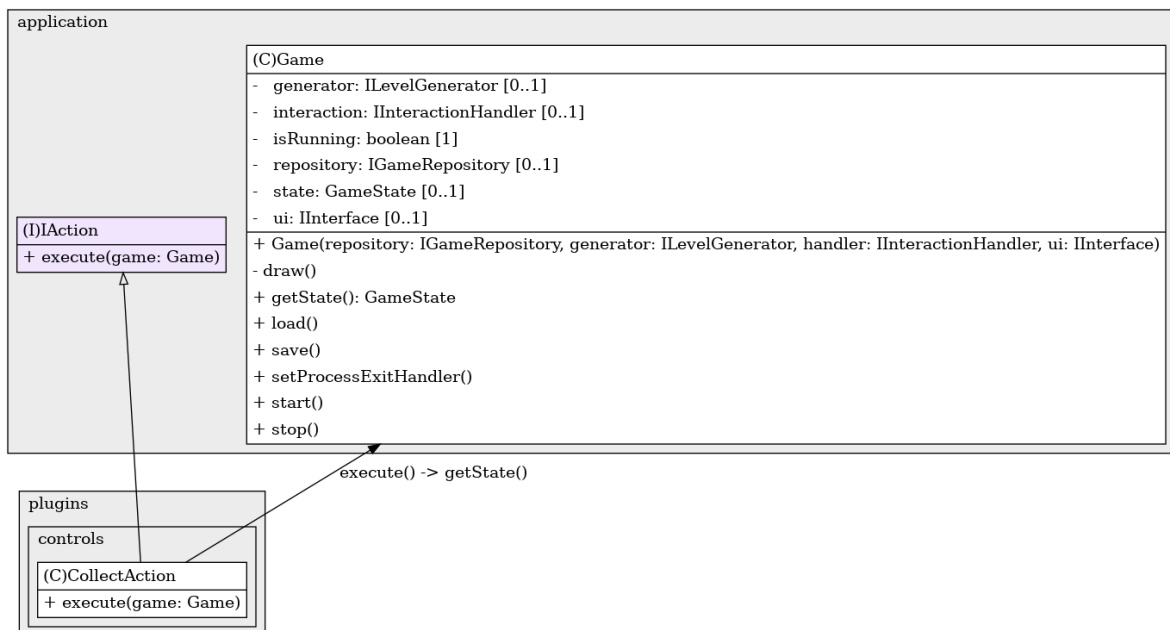 application
(C)Game
- generator: ILevelGenerator [0..1]
- interaction: IInteractionHandler [0..1]
- isRunning: boolean [1]
- repository: IGameRepository [0..1]
- state: GameState [0..1]
- ui: IInterface [0..1]
+ Game(repository: IGameRepository, generator: ILevelGenerator, handler: IInteractionHandler, ui: IInterface)
- draw()
+ getState(): GameState
+ load()
+ save()
+ setProcessExitHandler()
+ start()
+ stop()
(I)IAction
+ execute(game: Game)
execute() -> getState()
plugins
controls
(C)CollectAction
+ execute(game: Game)